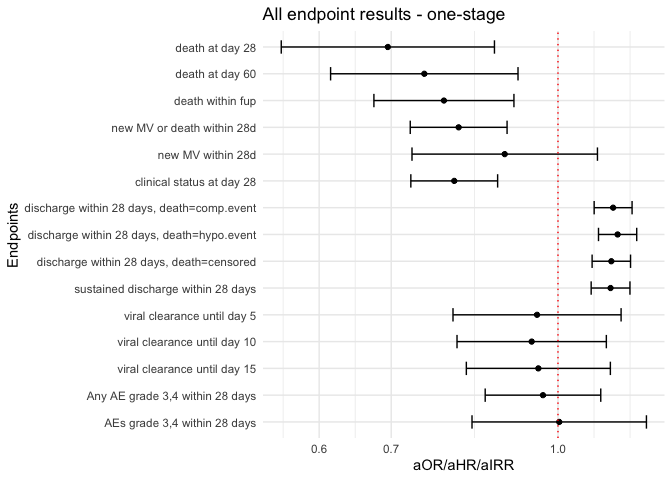 All endpoint results - one-stage
Endpoints
death at day 28
death at day 60
death within fup
new MV or death within 28d
new MV within 28d
clinical status at day 28
discharge within 28 days, death=comp.event
discharge within 28 days, death=hypo.event
discharge within 28 days, death=censored
sustained discharge within 28 days
viral clearance until day 5
viral clearance until day 10
viral clearance until day 15
Any AE grade 3,4 within 28 days
AEs grade 3,4 within 28 days
0.6 0.7 1.0
aOR/aHR/aIRR